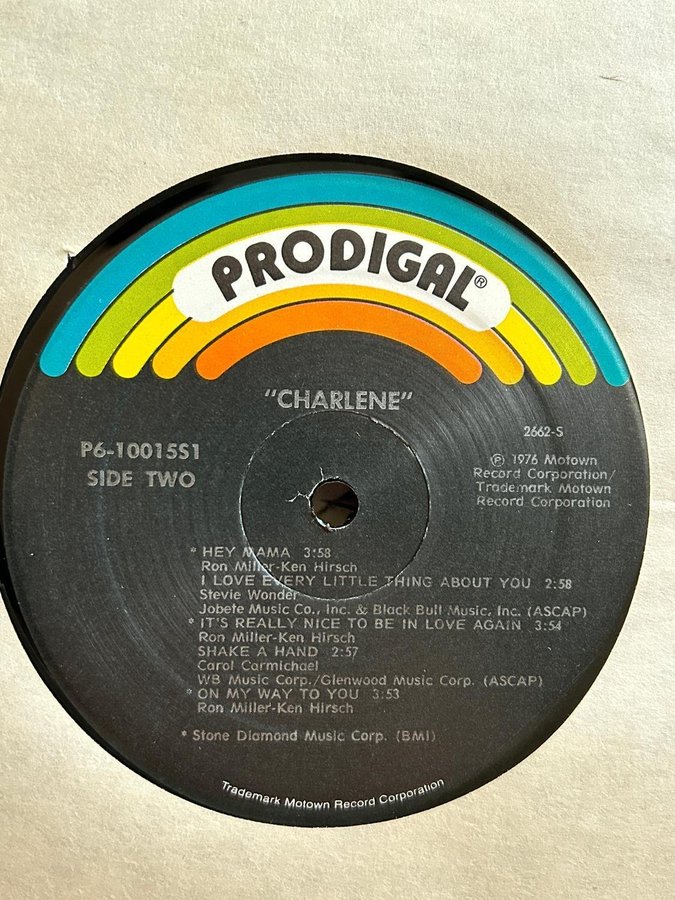 PRODIGAL®
"CHARLENE"
P6-10015S1
SIDE TWO
2662-S
℗ 1976 Motown
Record Corporation/
Trademark Motown
Record Corporation
* HEY MAMA 3:58
Ron Miller-Ken Hirsch
I LOVE EVERY LITTLE THING ABOUT YOU 2:58
Stevie Wonder
Jobete Music Co., Inc. & Black Bull Music, Inc. (ASCAP)
* IT'S REALLY NICE TO BE IN LOVE AGAIN 3:54
Ron Miller-Ken Hirsch
SHAKE A HAND 2:57
Carol Carmichael
WB Music Corp./Glenwood Music Corp. (ASCAP)
* ON MY WAY TO YOU 3:53
Ron Miller-Ken Hirsch
* Stone Diamond Music Corp. (BMI)
Trademark Motown Record Corporation